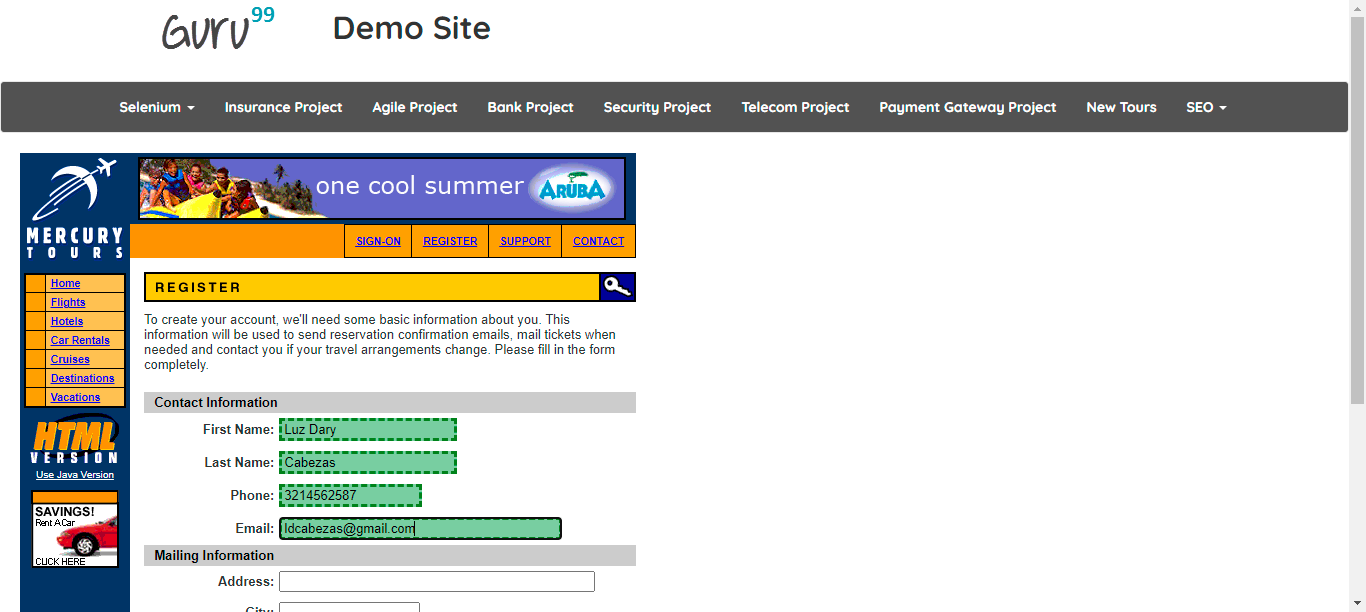 Guru99 Demo Site
Selenium Insurance Project Agile Project Bank Project Security Project Telecom Project Payment Gateway Project New Tours SEO
one cool summer ARUBA
MERCURY
TOURS
SIGN-ON REGISTER SUPPORT CONTACT
Home
Flights
Hotels
Car Rentals
Cruises
Destinations
Vacations
HTML
VERSION
Use Java Version
SAVINGS!
Rent A Car
CLICK HERE
REGISTER
To create your account, we'll need some basic information about you. This
information will be used to send reservation confirmation emails, mail tickets when
needed and contact you if your travel arrangements change. Please fill in the form
completely.
Contact Information
First Name: Luz Dary
Last Name: Cabezas
Phone: 3214562587
Email: ldcabezas@gmail.com
Mailing Information
Address:
City: